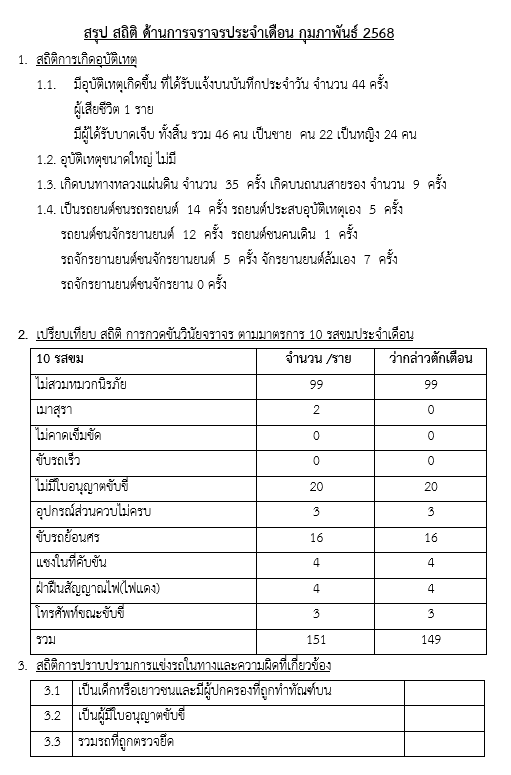 สรุป สถิติ ด้านการจราจรประจำเดือน กุมภาพันธ์ 2568
1. สถิติการเกิดอุบัติเหตุ
1.1. มีอุบัติเหตุเกิดขึ้น ที่ได้รับแจ้งบนบันทึกประจำวัน จำนวน 44 ครั้ง
ผู้เสียชีวิต 1 ราย
มีผู้ได้รับบาดเจ็บ ทั้งสิ้น รวม 46 คน เป็นชาย คน 22 เป็นหญิง 24 คน
1.2. อุบัติเหตุขนาดใหญ่ ไม่มี
1.3. เกิดบนทางหลวงแผ่นดิน จำนวน 35 ครั้ง เกิดบนถนนสายรอง จำนวน 9 ครั้ง
1.4. เป็นรถยนต์ชนรถรถยนต์ 14 ครั้ง รถยนต์ประสบอุบัติเหตุเอง 5 ครั้ง
รถยนต์ชนจักรยานยนต์ 12 ครั้ง รถยนต์ชนคนเดิน 1 ครั้ง
รถจักรยานยนต์ชนจักรยานยนต์ 5 ครั้ง จักรยานยนต์ล้มเอง 7 ครั้ง
รถจักรยานยนต์ชนจักรยาน 0 ครั้ง
2. เปรียบเทียบ สถิติ การกวดขันวินัยจราจร ตามมาตรการ 10 รสขมประจำเดือน
10 รสขม จำนวน /ราย ว่ากล่าวตักเตือน
ไม่สวมหมวกนิรภัย 99 99
เมาสุรา 2 0
ไม่คาดเข็มขัด 0 0
ขับรถเร็ว 0 0
ไม่มีใบอนุญาตขับขี่ 20 20
อุปกรณ์ส่วนควบไม่ครบ 3 3
ขับรถย้อนศร 16 16
แซงในที่คับขัน 4 4
ฝ่าฝืนสัญญาณไฟ(ไฟแดง) 4 4
โทรศัพท์ขณะขับขี่ 3 3
รวม 151 149
3. สถิติการปราบปรามการแข่งรถในทางและความผิดที่เกี่ยวข้อง
3.1 เป็นเด็กหรือเยาวชนและมีผู้ปกครองที่ถูกทำทัณฑ์บน
3.2 เป็นผู้มีใบอนุญาตขับขี่
3.3 รวมรถที่ถูกตรวจยึด